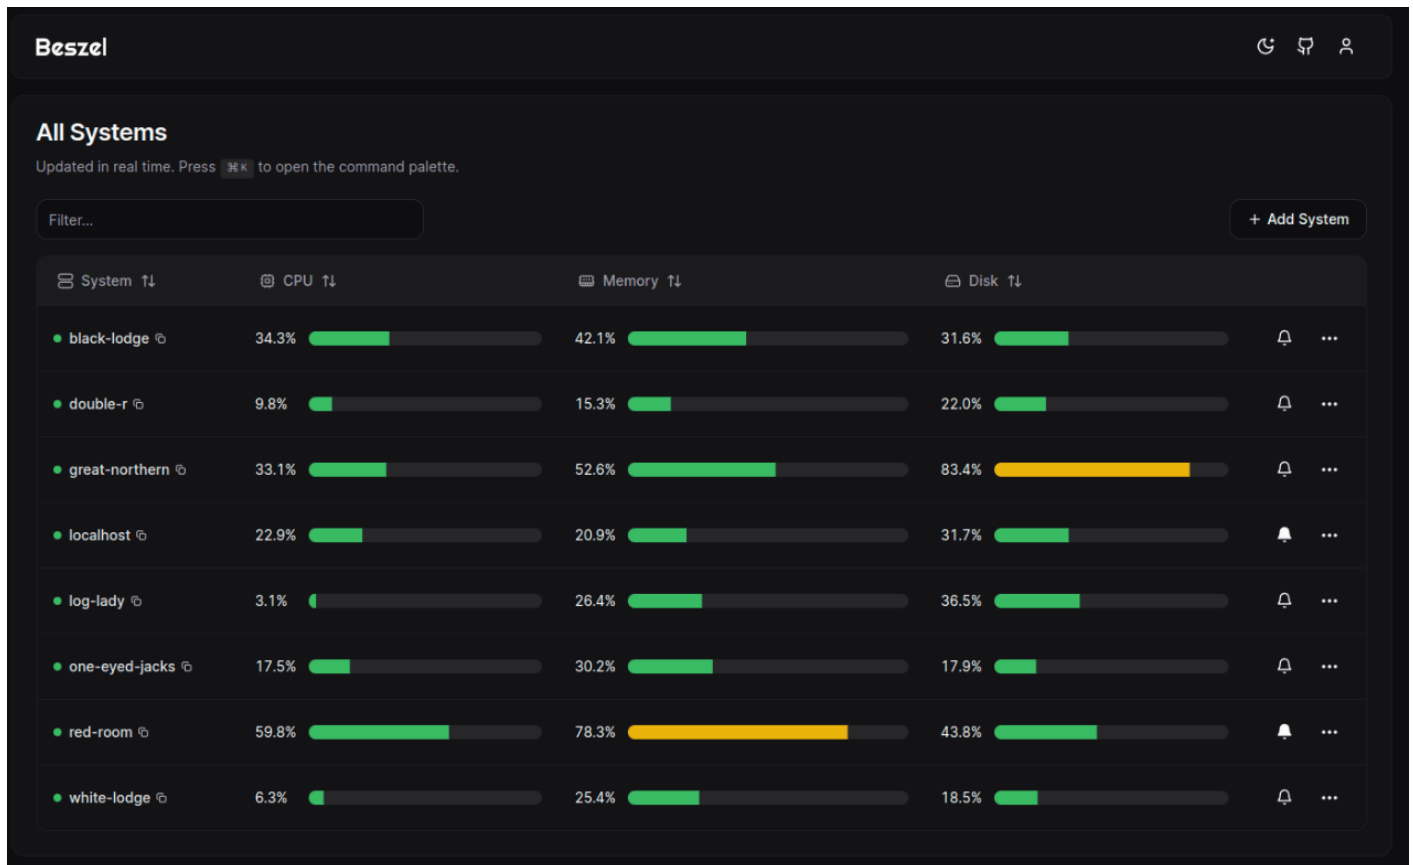 Beszel
All Systems
Updated in real time. Press ⌘K to open the command palette.
Filter...
+ Add System
System CPU Memory Disk
black-lodge 34.3% 42.1% 31.6%
double-r 9.8% 15.3% 22.0%
great-northern 33.1% 52.6% 83.4%
localhost 22.9% 20.9% 31.7%
log-lady 3.1% 26.4% 36.5%
one-eyed-jacks 17.5% 30.2% 17.9%
red-room 59.8% 78.3% 43.8%
white-lodge 6.3% 25.4% 18.5%